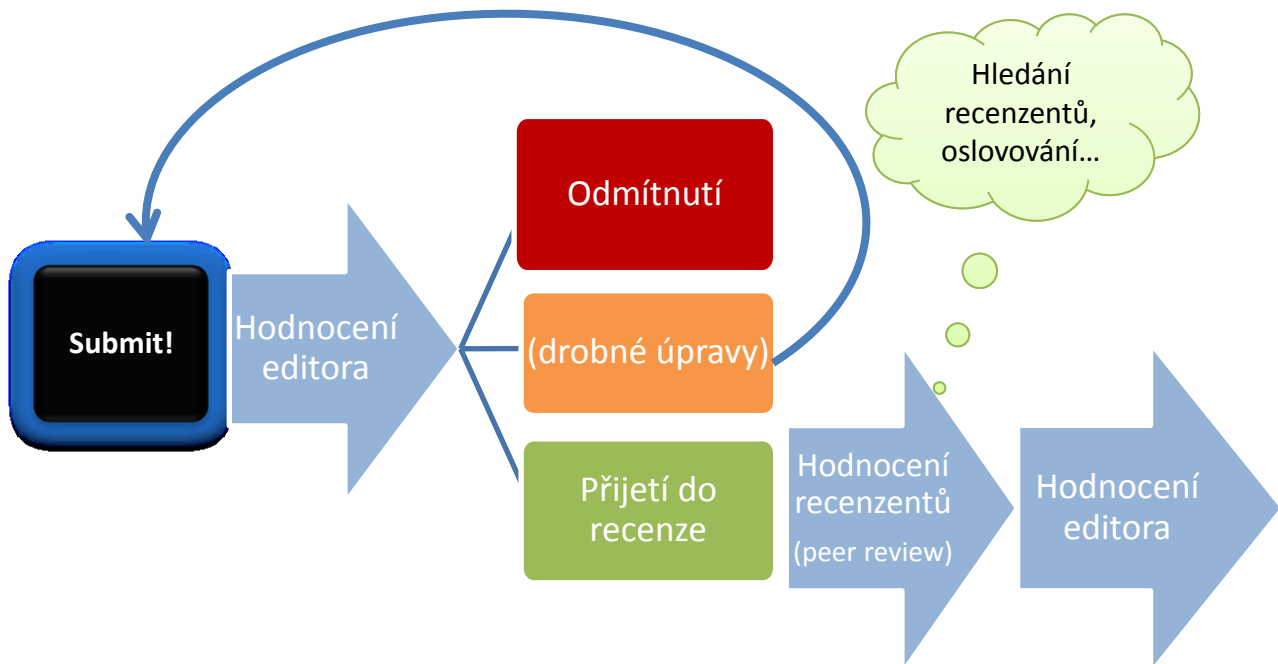 Submit!
Hodnocení
editora
Odmítnutí
(drobné úpravy)
Přijetí do
recenze
Hledání
recenzentů,
oslovování…
Hodnocení
recenzentů
(peer review)
Hodnocení
editora